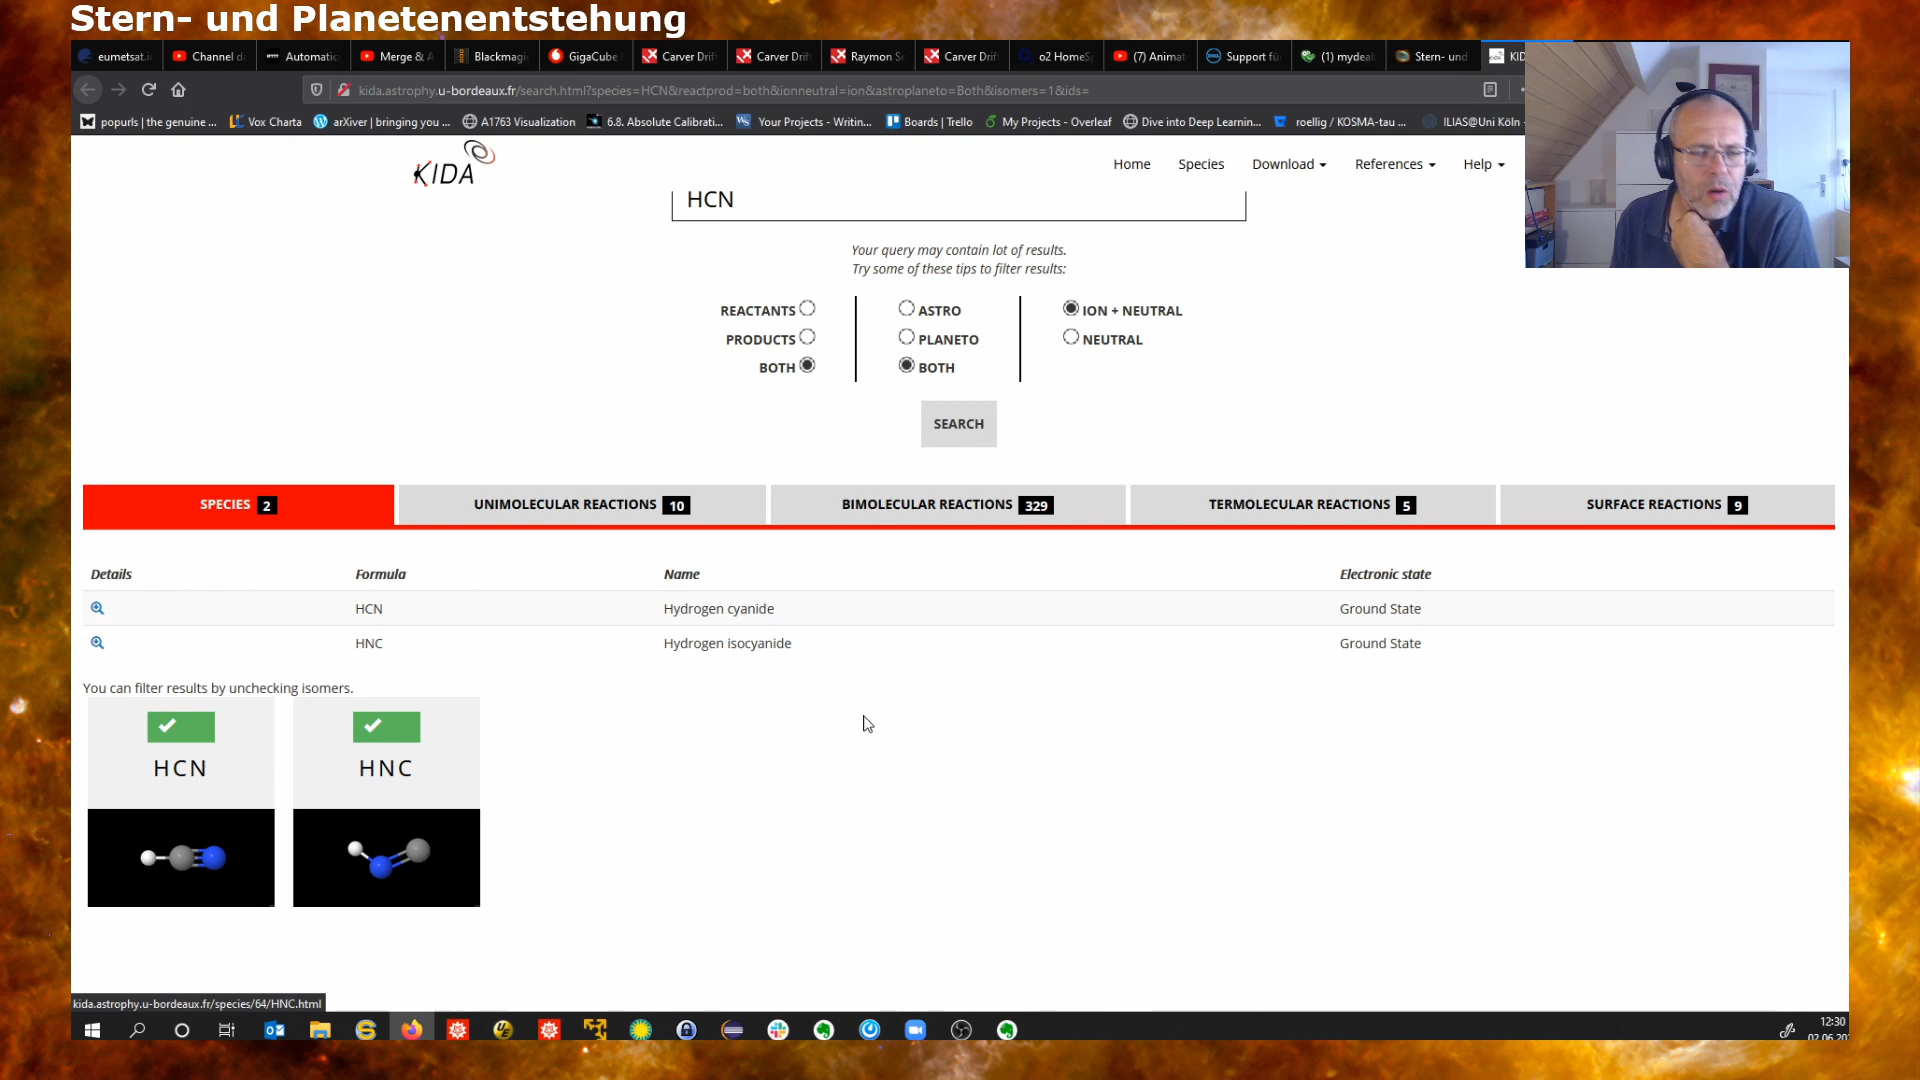 Stern- und Planetenentstehung
eumetsat.i
Channel d
Automatic
Merge & A
Blackmagi
GigaCube
Carver Drif
Carver Drif
Raymon Se
Carver Drif
o2 HomeS
(7) Animat
Support fü
(1) mydea
Stern- und
KID
kida.astrophy.u-bordeaux.fr/search.html?species=HCN&reactprod=both&ionneutral=ion&astroplaneto=Both&isomers=1&ids=
popurls | the genuine ...
Vox Charta
arXiver | bringing you ...
A1763 Visualization
6.8. Absolute Calibrati...
Your Projects - Writin...
Boards | Trello
My Projects - Overleaf
Dive into Deep Learnin...
roellig / KOSMA-tau ...
ILIAS@Uni Köln
KIDA
Home
Species
Download
References
Help
HCN
Your query may contain lot of results.
Try some of these tips to filter results:
REACTANTS
ASTRO
ION + NEUTRAL
PRODUCTS
PLANETO
NEUTRAL
BOTH
BOTH
SEARCH
SPECIES 2
UNIMOLECULAR REACTIONS 10
BIMOLECULAR REACTIONS 329
TERMOLECULAR REACTIONS 5
SURFACE REACTIONS 9
Details Formula Name Electronic state
HCN Hydrogen cyanide Ground State
HNC Hydrogen isocyanide Ground State
You can filter results by unchecking isomers.
HCN
HNC
kida.astrophy.u-bordeaux.fr/species/64/HNC.html
12:30
02.06.20